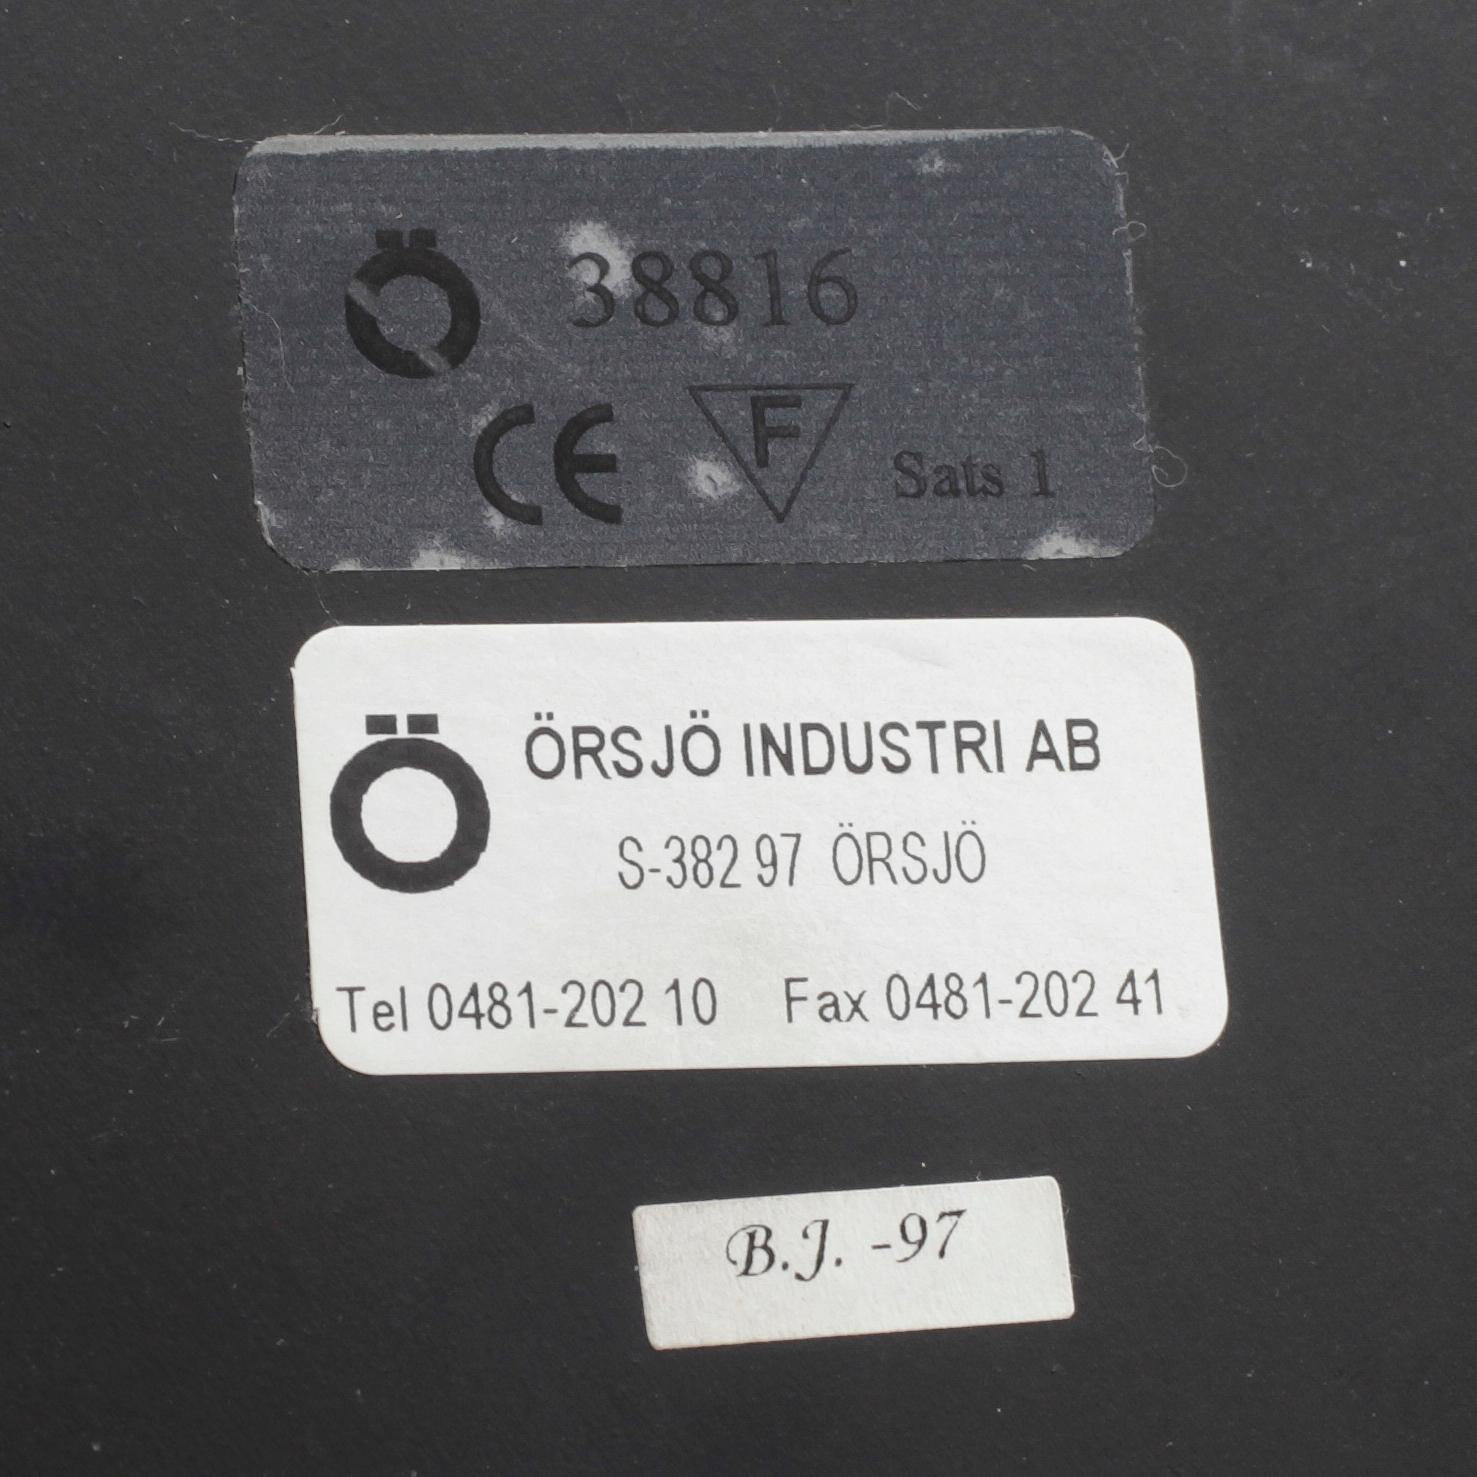 Ö 38816
CE F Sats 1
Ö ÖRSJÖ INDUSTRI AB
S-382 97 ÖRSJÖ
Tel 0481-202 10 Fax 0481-202 41
B.J. -97